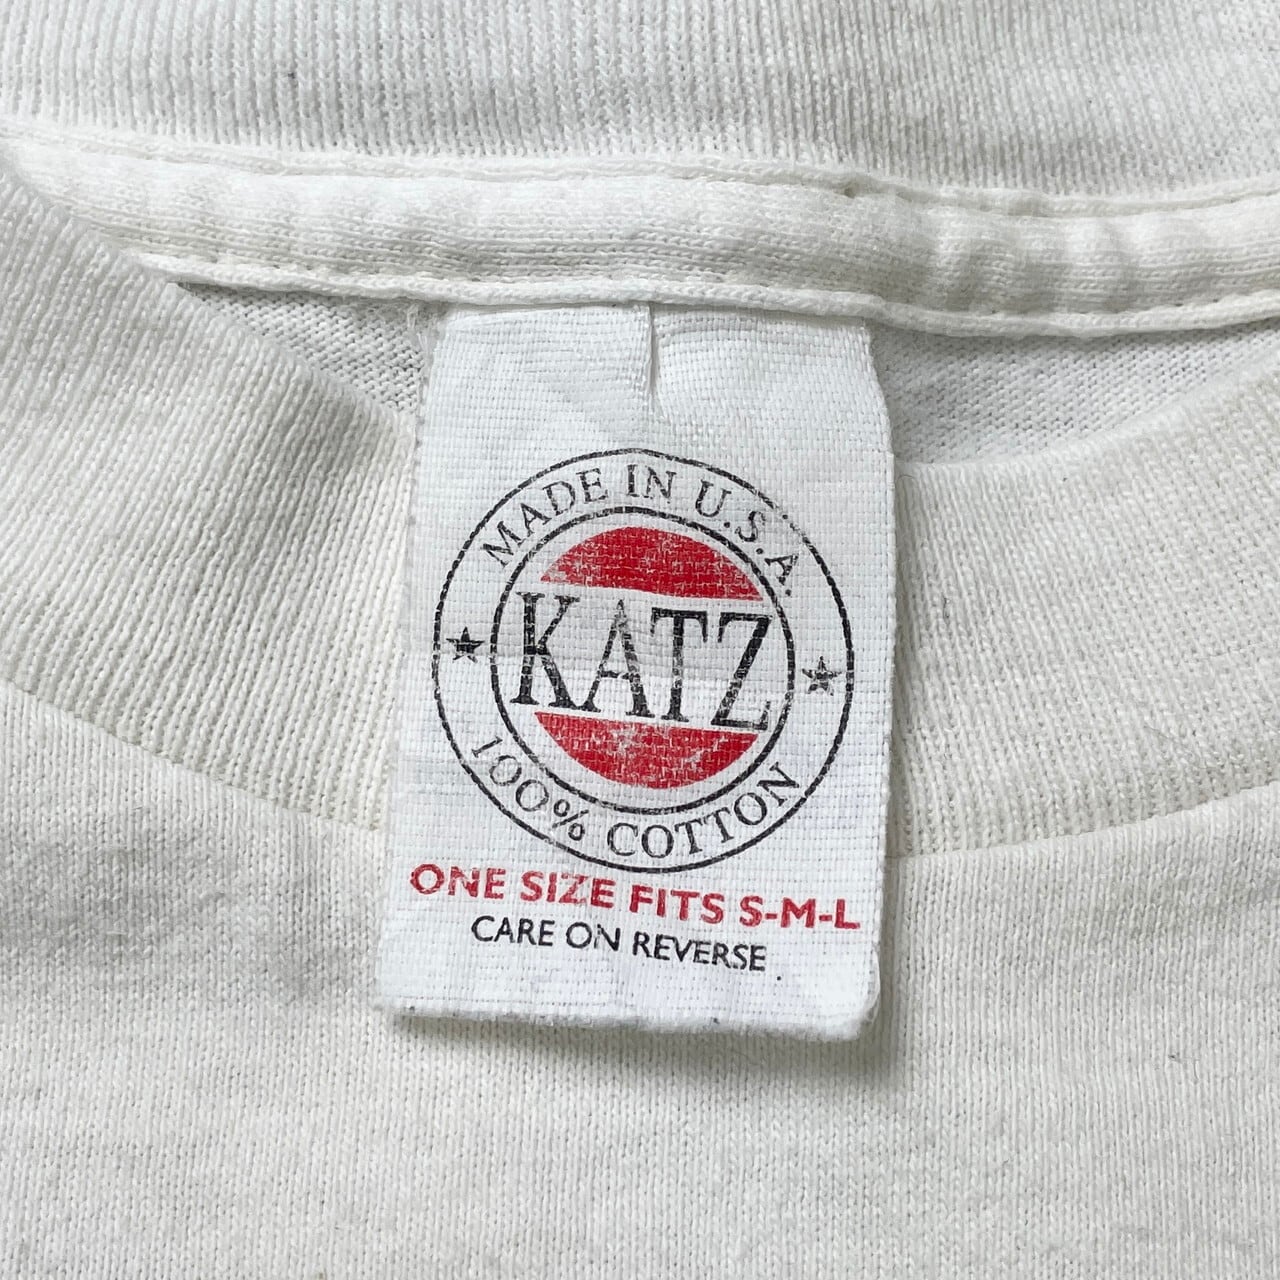 MADE IN U.S.A.
KATZ
100% COTTON
ONE SIZE FITS S-M-L
CARE ON REVERSE